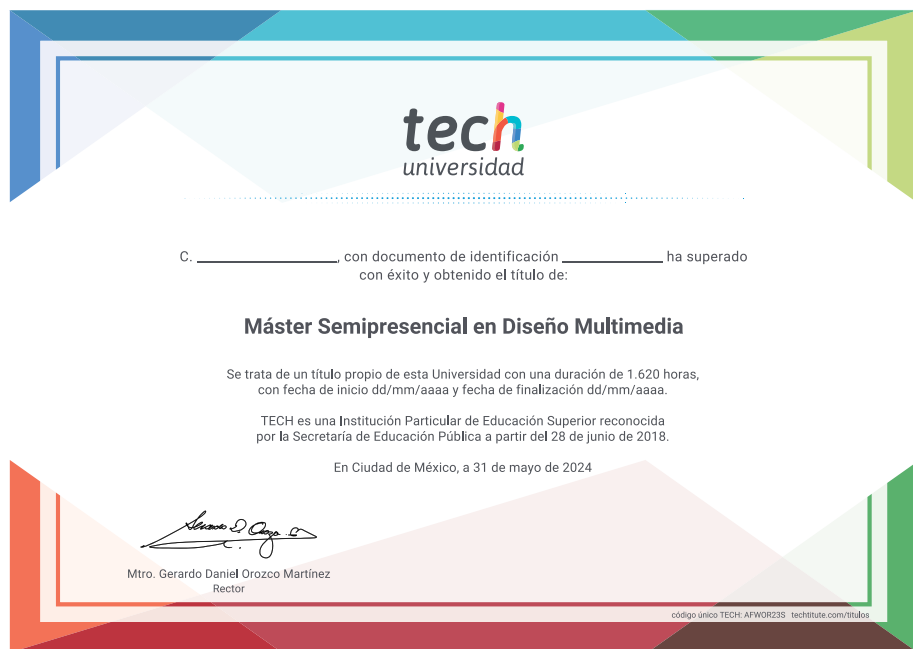 tech
universidad
C. __________________, con documento de identificación _____________ ha superado
con éxito y obtenido el título de:
Máster Semipresencial en Diseño Multimedia
Se trata de un título propio de esta Universidad con una duración de 1.620 horas,
con fecha de inicio dd/mm/aaaa y fecha de finalización dd/mm/aaaa.
TECH es una Institución Particular de Educación Superior reconocida
por la Secretaría de Educación Pública a partir del 28 de junio de 2018.
En Ciudad de México, a 31 de mayo de 2024
Mtro. Gerardo Daniel Orozco Martínez
Rector
código único TECH: AFWOR23S techtitute.com/titulos